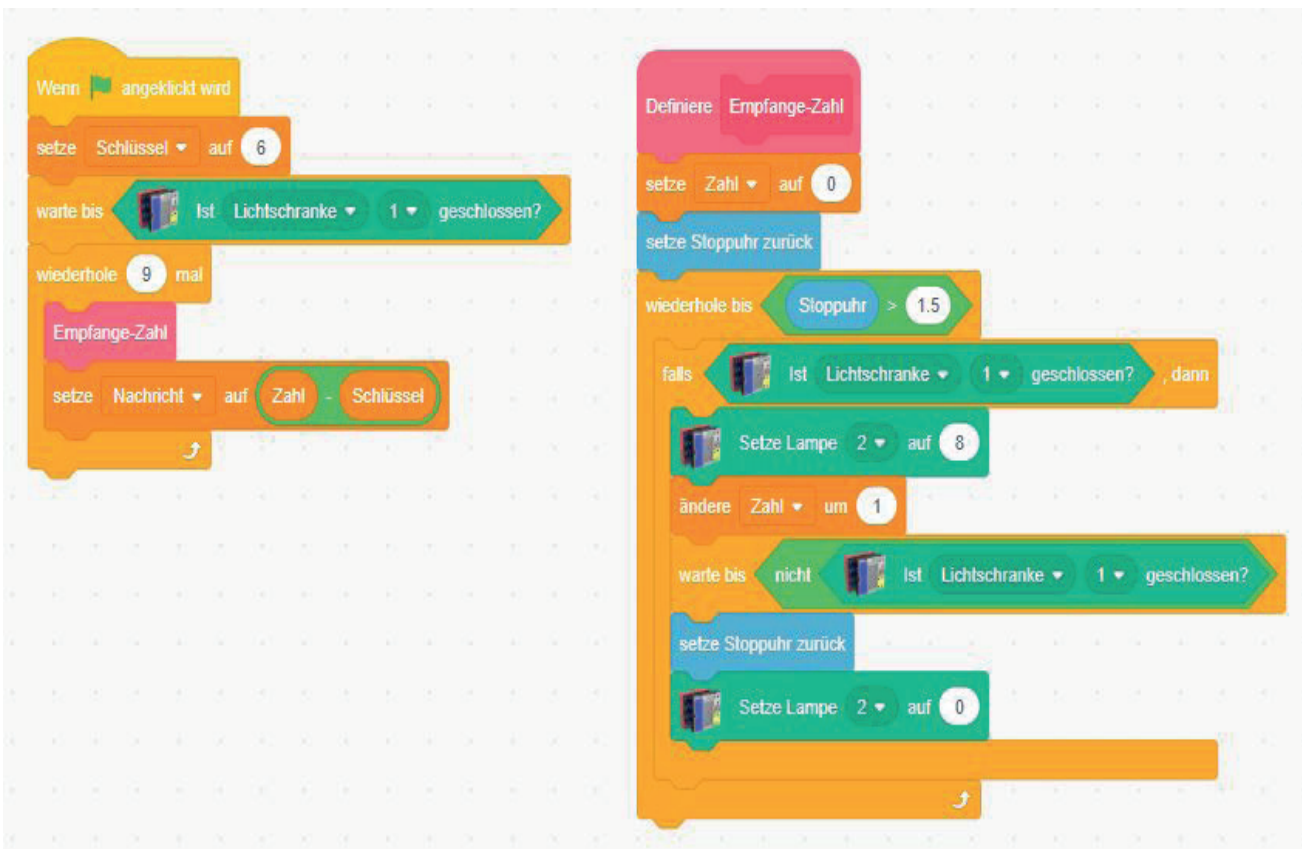 Wenn angeklickt wird
setze Schlüssel auf 6
warte bis Ist Lichtschranke 1 geschlossen?
wiederhole 9 mal
Empfange-Zahl
setze Nachricht auf Zahl - Schlüssel
Definiere Empfange-Zahl
setze Zahl auf 0
setze Stoppuhr zurück
wiederhole bis Stoppuhr > 1.5
falls Ist Lichtschranke 1 geschlossen? , dann
Setze Lampe 2 auf 8
ändere Zahl um 1
warte bis nicht Ist Lichtschranke 1 geschlossen?
setze Stoppuhr zurück
Setze Lampe 2 auf 0